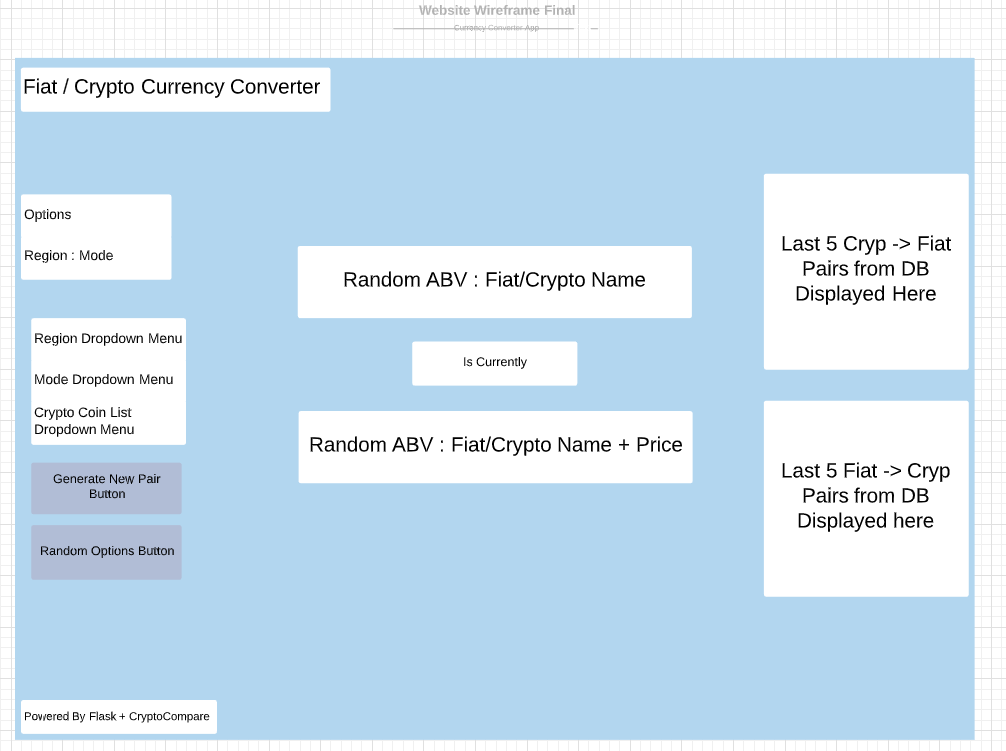 Website Wireframe Final
Currency Converter App
Fiat / Crypto Currency Converter
Options
Region : Mode
Region Dropdown Menu
Mode Dropdown Menu
Crypto Coin List
Dropdown Menu
Generate New Pair
Button
Random Options Button
Random ABV : Fiat/Crypto Name
Is Currently
Random ABV : Fiat/Crypto Name + Price
Last 5 Cryp -> Fiat
Pairs from DB
Displayed Here
Last 5 Fiat -> Cryp
Pairs from DB
Displayed here
Powered By Flask + CryptoCompare